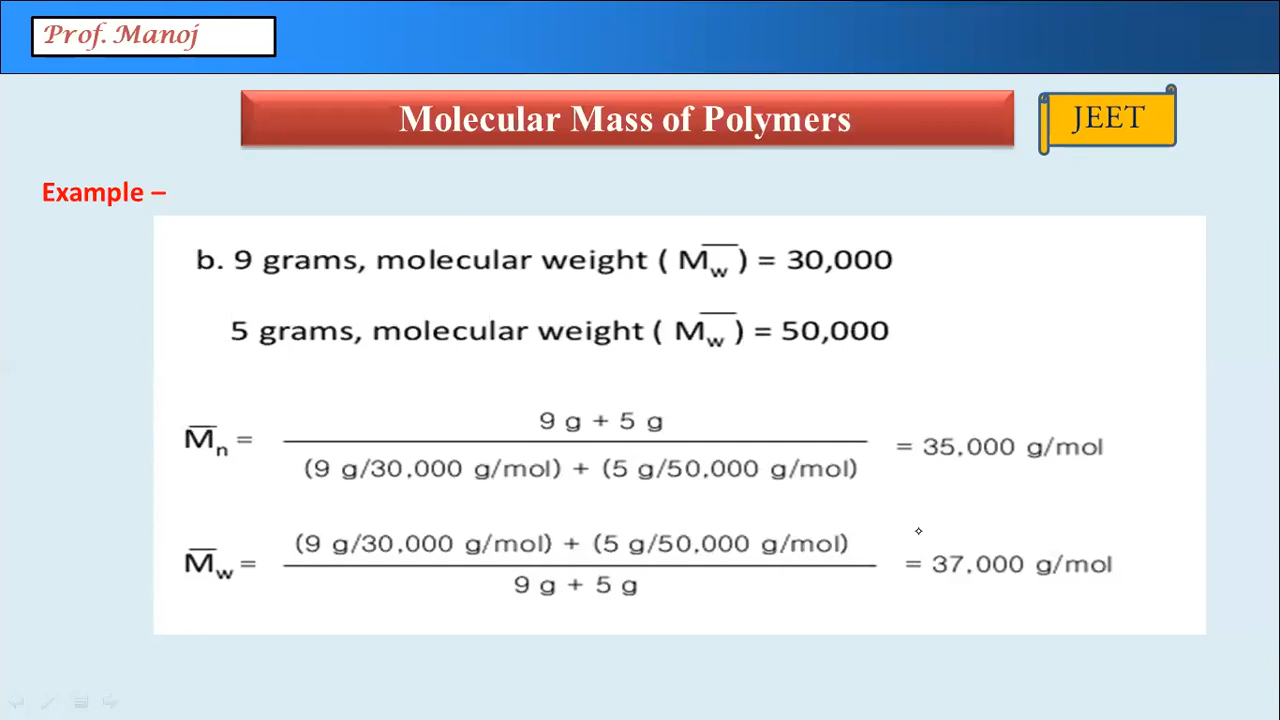 Prof. Manoj
Molecular Mass of Polymers
JEET
Example –
b. 9 grams, molecular weight ( M̅w ) = 30,000
5 grams, molecular weight ( M̅w ) = 50,000
M̅n = 9 g + 5 g / (9 g/30,000 g/mol) + (5 g/50,000 g/mol) = 35,000 g/mol
M̅w = (9 g/30,000 g/mol) + (5 g/50,000 g/mol) / 9 g + 5 g = 37,000 g/mol